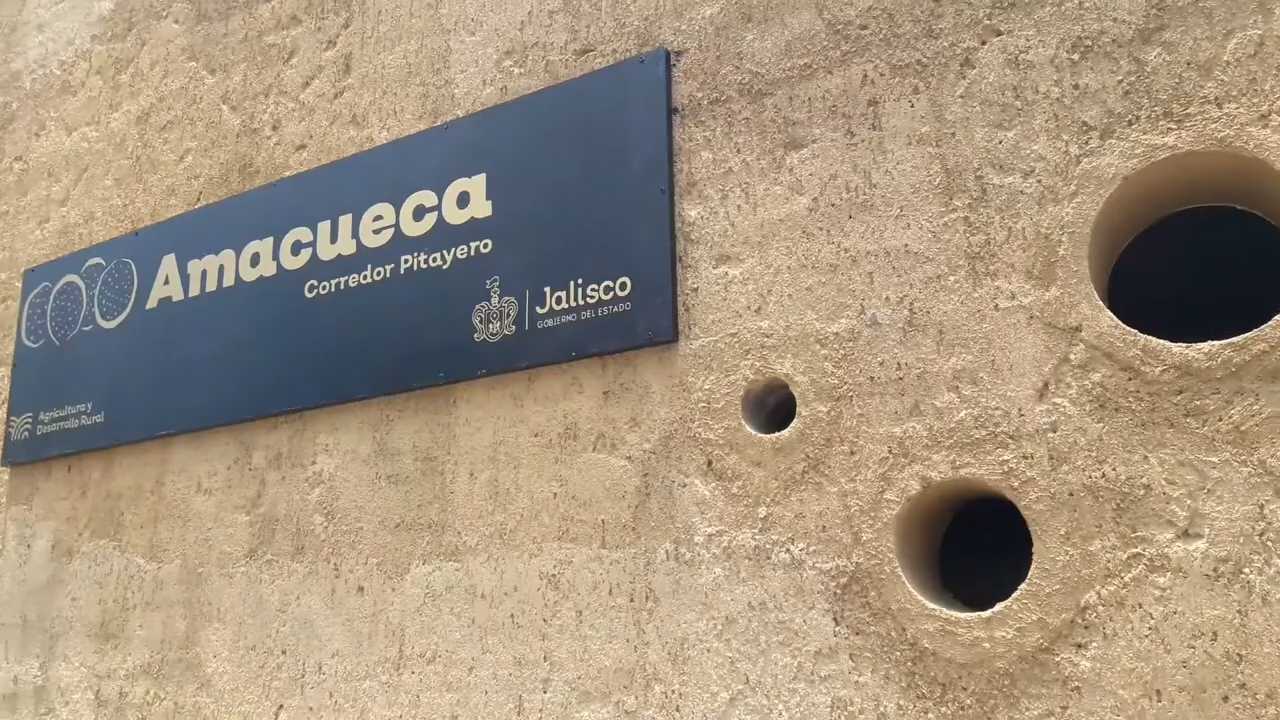 Amacueca
Corredor Pitayero
Jalisco
GOBIERNO DEL ESTADO
Agricultura y
Desarrollo Rural